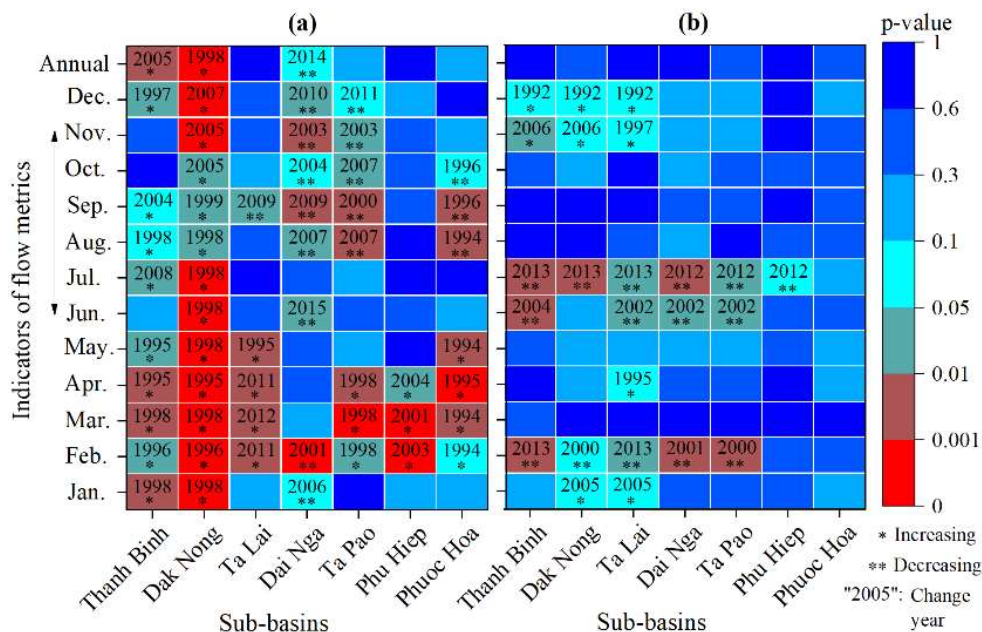 (a) (b) p-value
Annual 2005 * 1998 * 2014 ** 1
Dec. 1997 * 2007 * 2010 ** 2011 ** 1992 * 1992 * 1992 *
0.6
Nov. 2005 * 2003 ** 2003 ** 2006 * 2006 * 1997 *
Oct. 2005 * 2004 ** 2007 ** 1996 ** 0.3
Sep. 2004 * 1999 * 2009 ** 2009 ** 2000 ** 1996 **
Aug. 1998 * 1998 * 2007 ** 2007 ** 1994 ** 0.1
Jul. 2008 * 1998 * 2013 ** 2013 ** 2013 ** 2012 ** 2012 ** 2012 **
Jun. 1998 * 2015 ** 2004 ** 2002 ** 2002 ** 2002 ** 0.05
May. 1995 * 1998 * 1995 * 1994 *
0.01
Apr. 1995 * 1995 * 2011 * 1998 * 2004 * 1995 * 1995 *
Mar. 1998 * 1998 * 2012 * 1998 * 2001 * 1994 * 0.001
Feb. 1996 * 1996 * 2011 * 2001 ** 1998 * 2003 * 1994 * 2013 ** 2000 ** 2013 ** 2001 ** 2000 **
Jan. 1998 * 1998 * 2006 ** 2005 * 2005 * 0
Indicators of flow metrics
Thanh Binh Dak Nong Ta Lai Dai Nga Ta Pao Phu Hiep Phuoc Hoa
Thanh Binh Dak Nong Ta Lai Dai Nga Ta Pao Phu Hiep Phuoc Hoa
Sub-basins Sub-basins
* Increasing
** Decreasing
"2005": Change
year